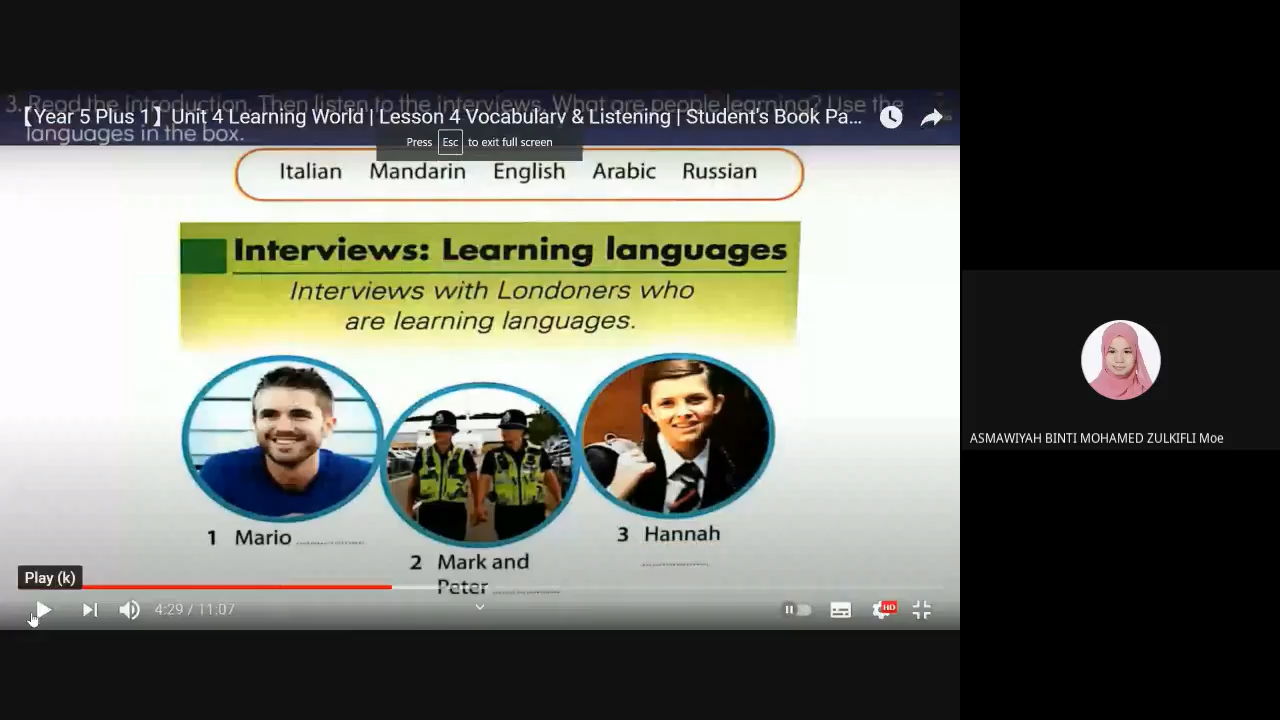 3. Read the introduction. Then listen to the interviews. What are people learning? Use the
【Year 5 Plus 1】Unit 4 Learning World | Lesson 4 Vocabulary & Listening | Student's Book Pa...
languages in the box.
Press Esc to exit full screen
Italian Mandarin English Arabic Russian
Interviews: Learning languages
Interviews with Londoners who
are learning languages.
1 Mario
2 Mark and
Peter
3 Hannah
Play (k)
4:29 / 11:07
HD
ASMAWIYAH BINTI MOHAMED ZULKIFLI Moe